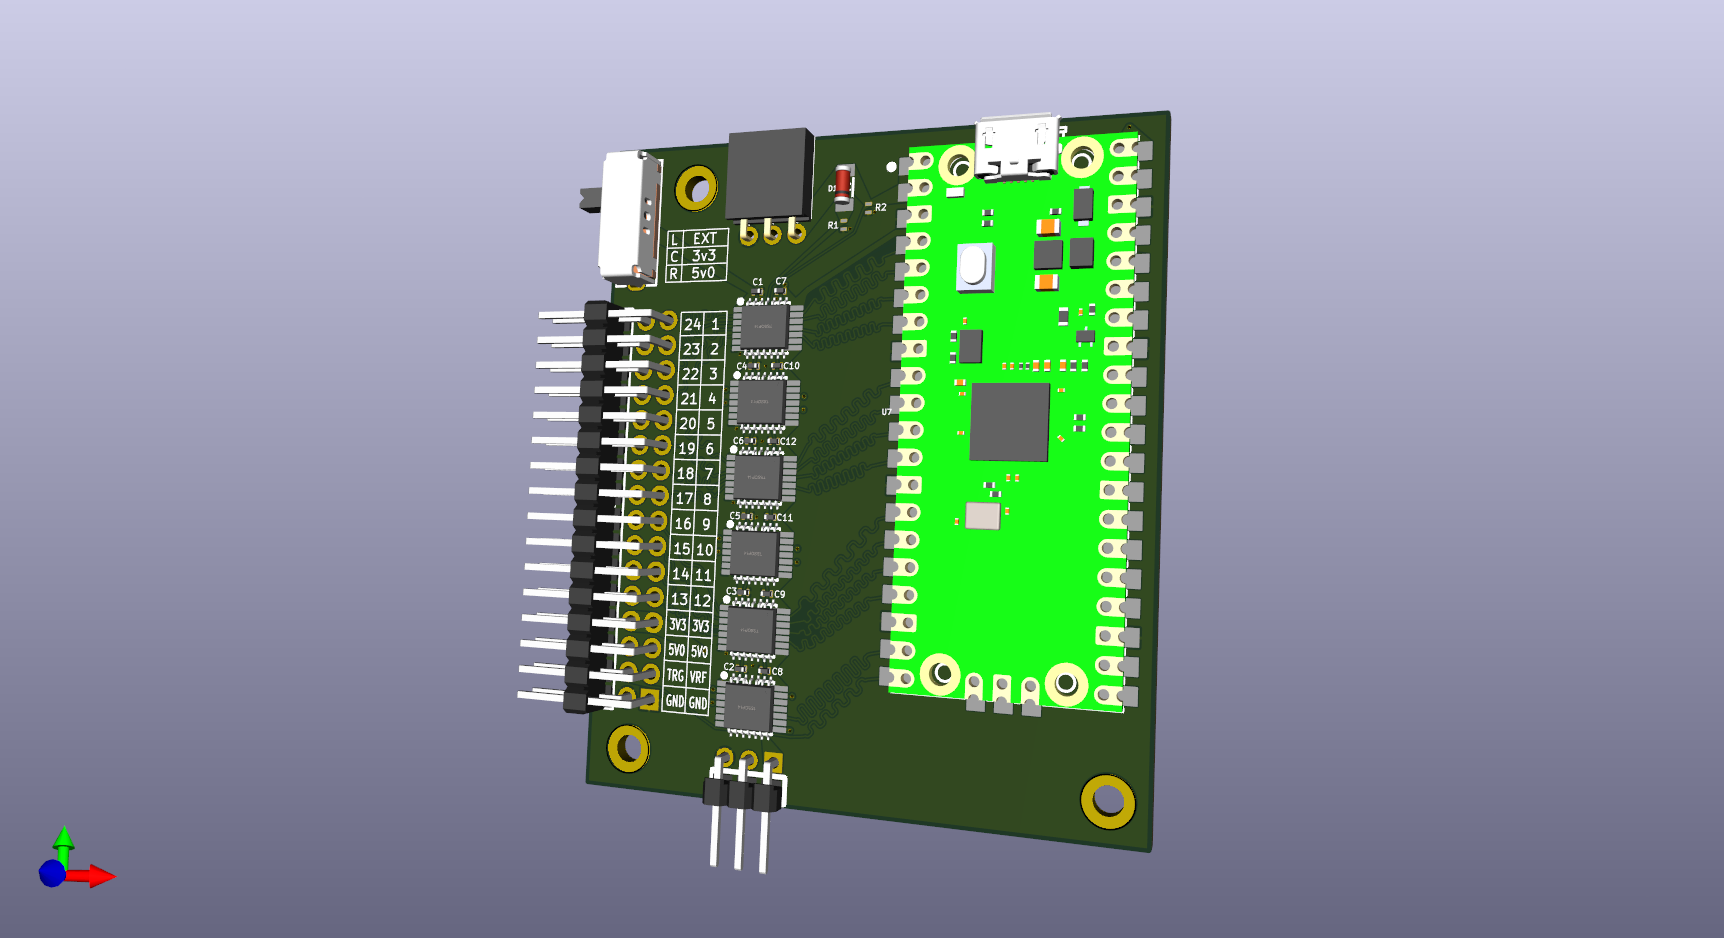 D1
R2
R1
L EXT
C 3v3
R 5v0
C1 C7
24 1
23 2
22 3
C4 C10
21 4
20 5
U7
19 6
C6 C12
18 7
17 8
16 9
C5 C11
15 10
14 11
13 12
C3 C9
3V3 3V3
5V0 5V0
TRG VRF
C2 C8
GND GND